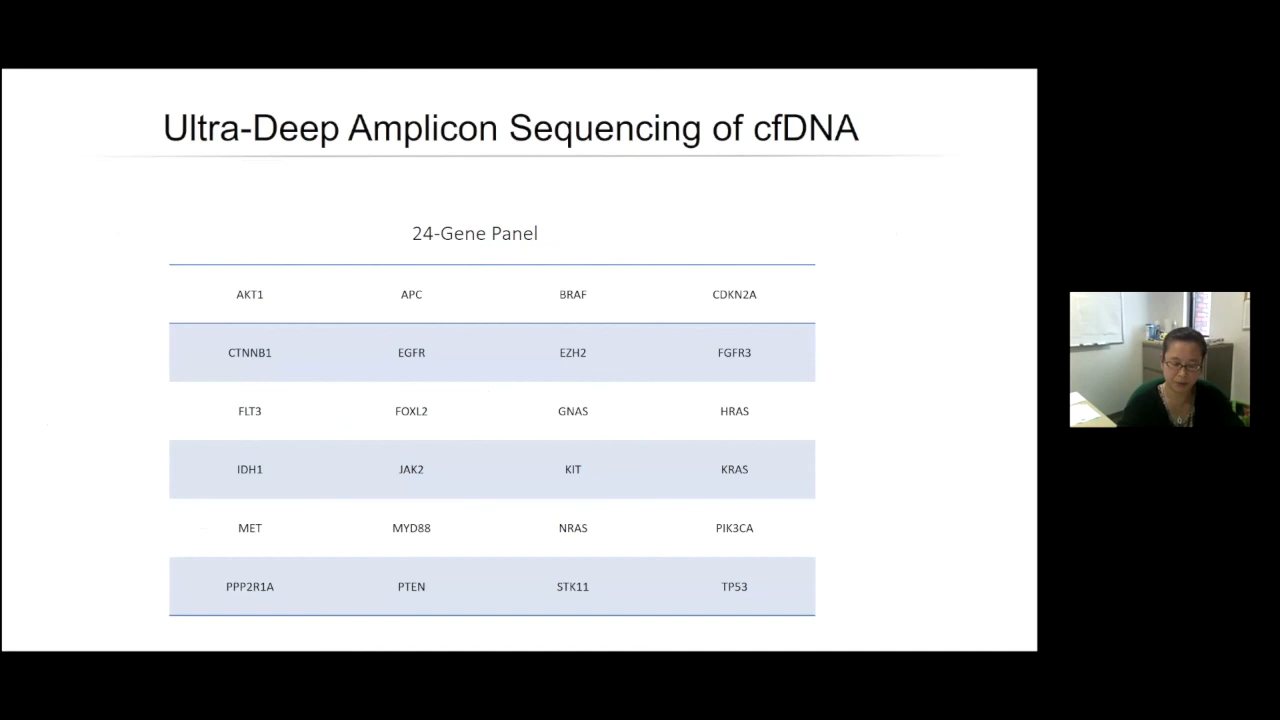 Ultra-Deep Amplicon Sequencing of cfDNA
24-Gene Panel
AKT1 APC BRAF CDKN2A
CTNNB1 EGFR EZH2 FGFR3
FLT3 FOXL2 GNAS HRAS
IDH1 JAK2 KIT KRAS
MET MYD88 NRAS PIK3CA
PPP2R1A PTEN STK11 TP53